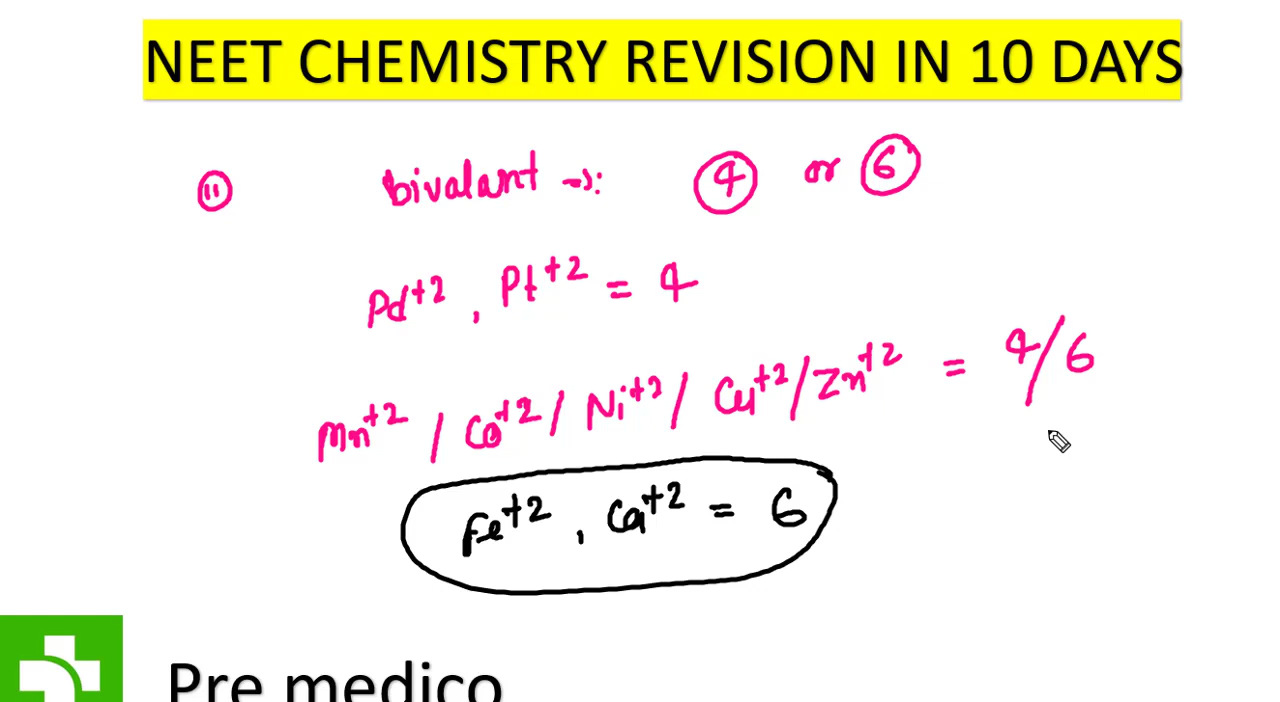 NEET CHEMISTRY REVISION IN 10 DAYS
(11) bivalant →: 4 or 6
Pd+2, Pt+2 = 4
Mn+2 / Co+2 / Ni+2 / Cu+2 / Zn+2 = 4/6
Fe+2, Ca+2 = 6
Pre medico